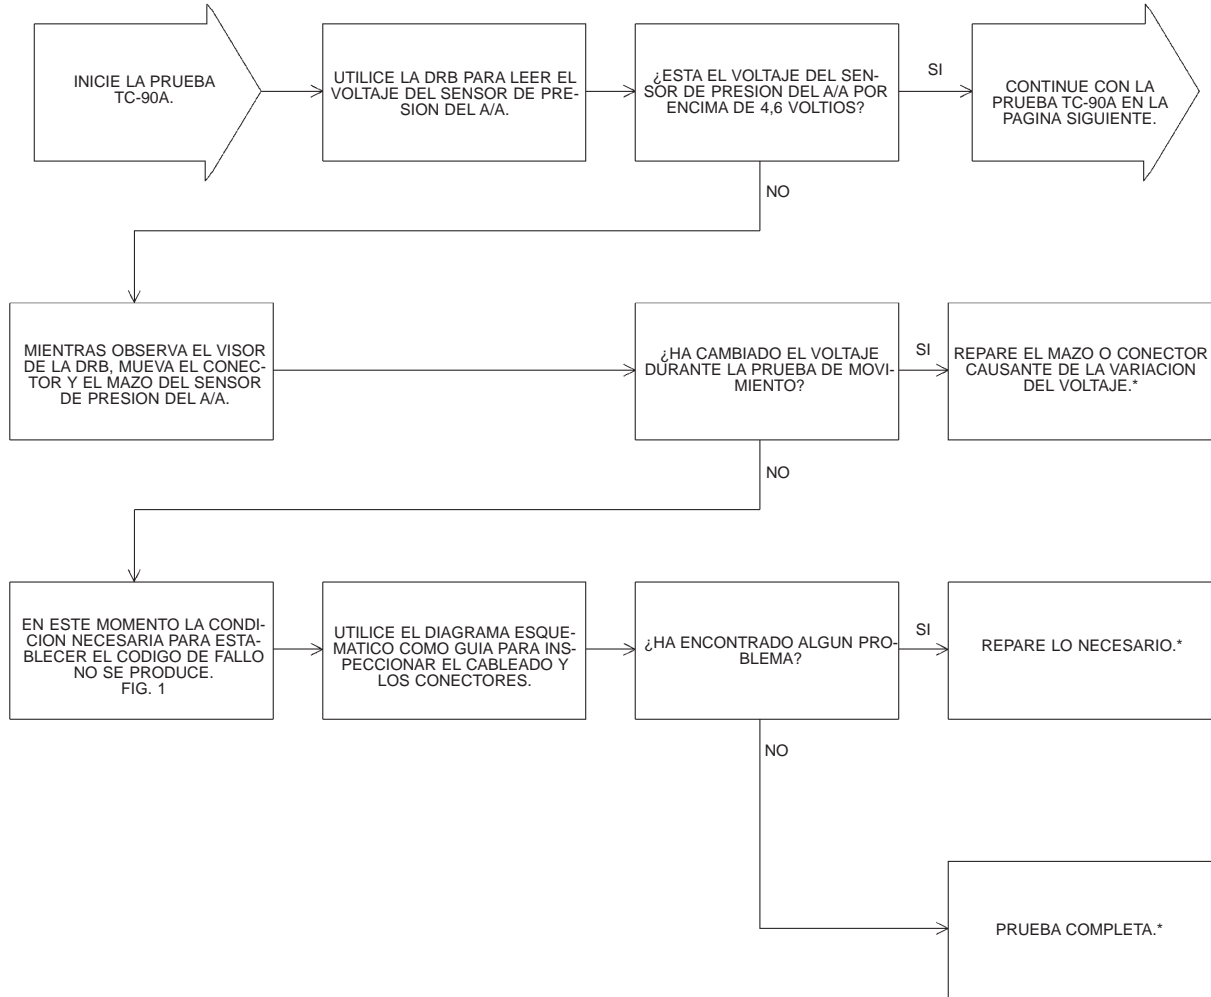 INICIE LA PRUEBA
TC-90A.
UTILICE LA DRB PARA LEER EL
VOLTAJE DEL SENSOR DE PRE-
SION DEL A/A.
¿ESTA EL VOLTAJE DEL SEN-
SOR DE PRESION DEL A/A POR
ENCIMA DE 4,6 VOLTIOS?
SI
CONTINUE CON LA
PRUEBA TC-90A EN LA
PAGINA SIGUIENTE.
NO
MIENTRAS OBSERVA EL VISOR
DE LA DRB, MUEVA EL CONEC-
TOR Y EL MAZO DEL SENSOR
DE PRESION DEL A/A.
¿HA CAMBIADO EL VOLTAJE
DURANTE LA PRUEBA DE MOVI-
MIENTO?
SI
REPARE EL MAZO O CONECTOR
CAUSANTE DE LA VARIACION
DEL VOLTAJE.*
NO
EN ESTE MOMENTO LA CONDI-
CION NECESARIA PARA ESTA-
BLECER EL CODIGO DE FALLO
NO SE PRODUCE.
FIG. 1
UTILICE EL DIAGRAMA ESQUE-
MATICO COMO GUIA PARA INS-
PECCIONAR EL CABLEADO Y
LOS CONECTORES.
¿HA ENCONTRADO ALGUN PRO-
BLEMA?
SI
REPARE LO NECESARIO.*
NO
PRUEBA COMPLETA.*